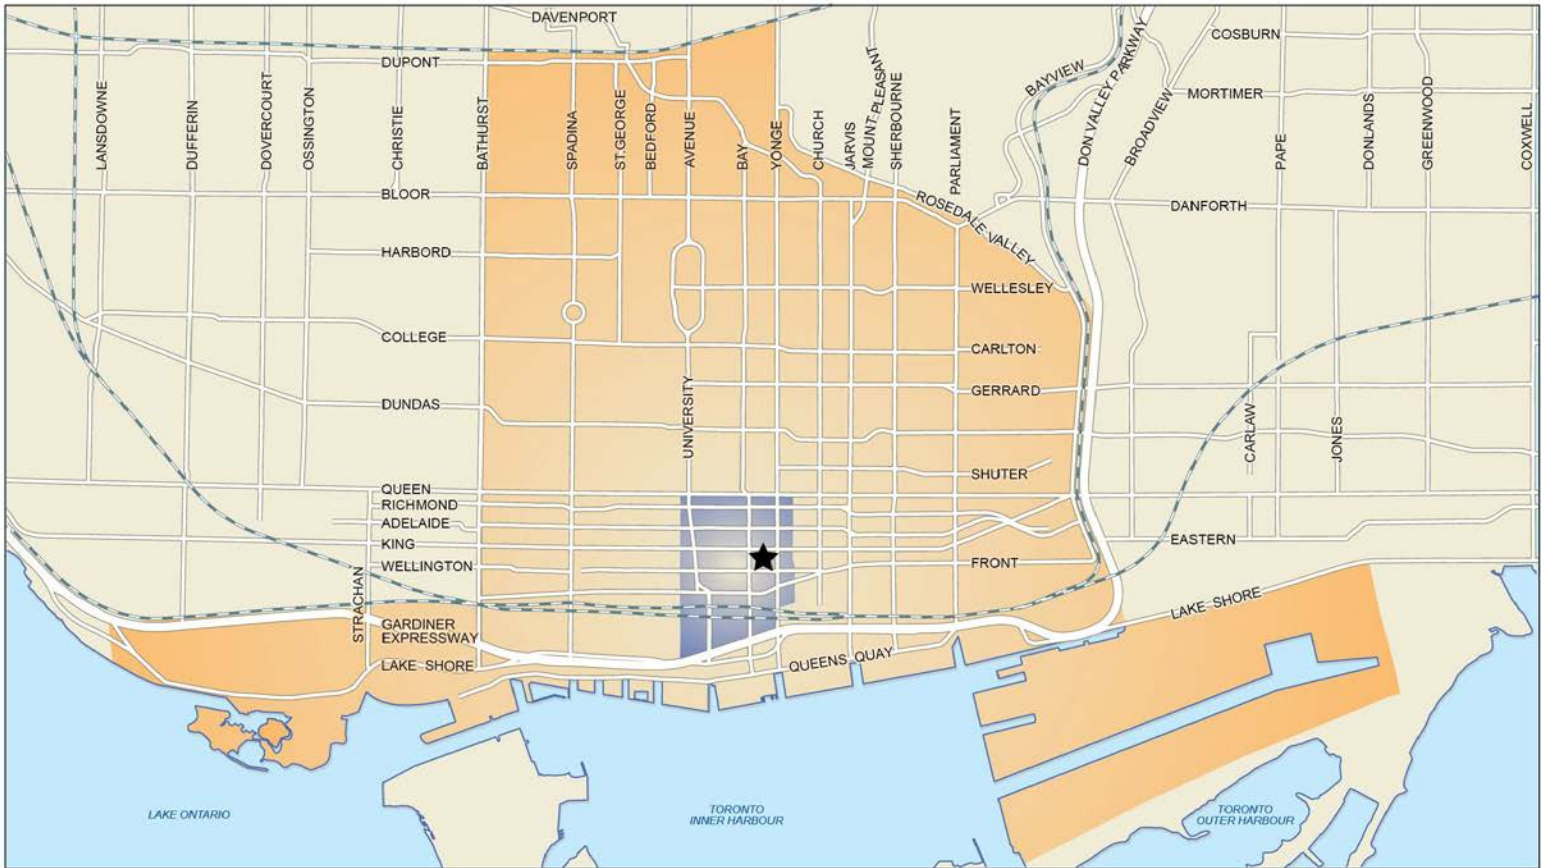 DAVENPORT
COSBURN
DUPONT
BAYVIEW
DON VALLEY PARKWAY
MORTIMER
LANSDOWNE
DUFFERIN
DOVERCOURT
OSSINGTON
CHRISTIE
BATHURST
SPADINA
ST.GEORGE
BEDFORD
AVENUE
BAY
YONGE
CHURCH
JARVIS
MOUNT PLEASANT
SHERBOURNE
PARLIAMENT
BROADVIEW
PAPE
DONLANDS
GREENWOOD
COXWELL
BLOOR
ROSEDALE VALLEY
DANFORTH
HARBORD
WELLESLEY
COLLEGE
CARLTON
GERRARD
DUNDAS
UNIVERSITY
CARLAW
JONES
SHUTER
QUEEN
RICHMOND
ADELAIDE
KING
EASTERN
WELLINGTON
FRONT
STRACHAN
LAKE SHORE
GARDINER
EXPRESSWAY
LAKE SHORE
QUEENS QUAY
LAKE ONTARIO
TORONTO
INNER HARBOUR
TORONTO
OUTER HARBOUR